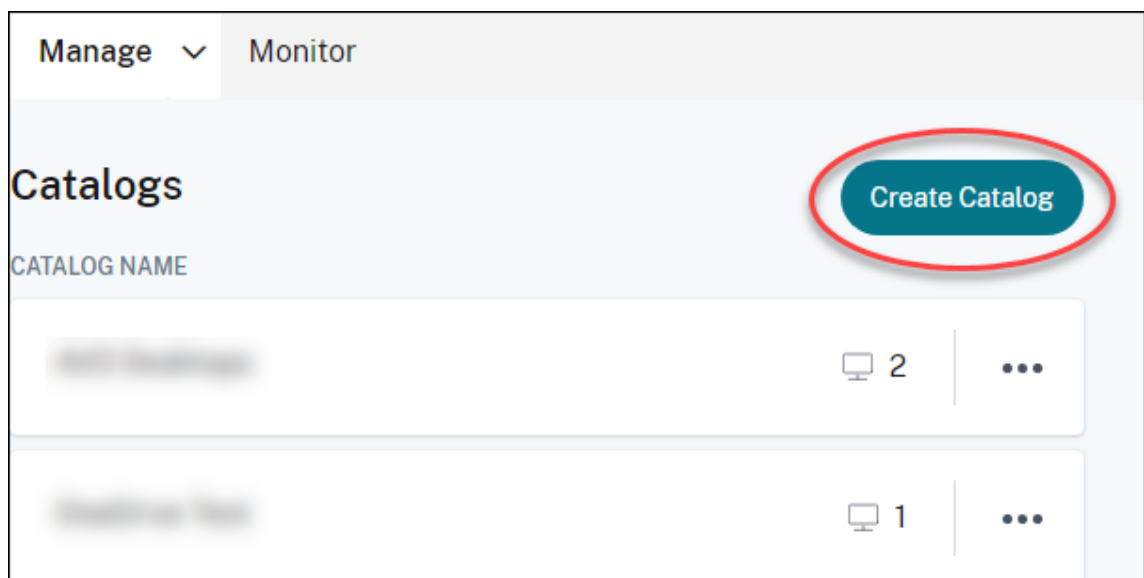 Manage Monitor
Catalogs
Create Catalog
CATALOG NAME
2
1